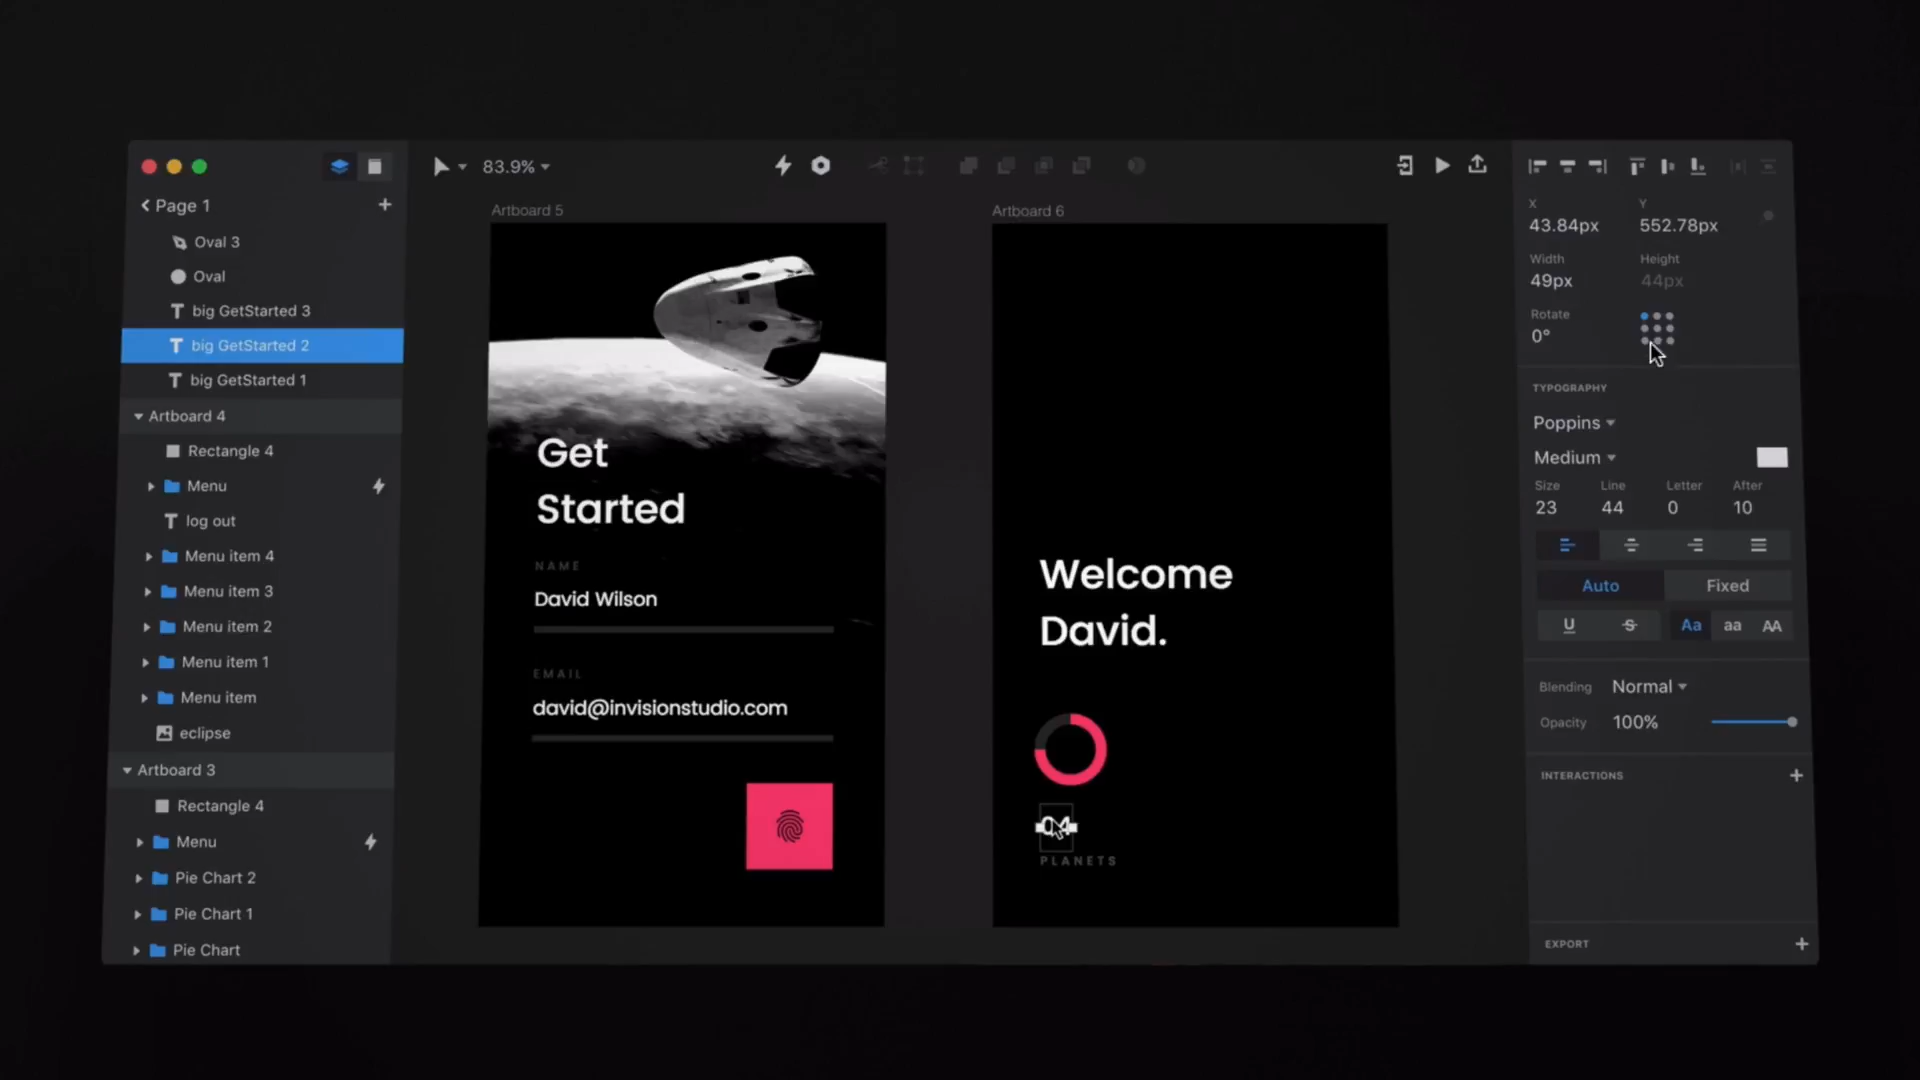 83.9%
Page 1
Oval 3
Oval
big GetStarted 3
big GetStarted 2
big GetStarted 1
Artboard 4
Rectangle 4
Menu
log out
Menu item 4
Menu item 3
Menu item 2
Menu item 1
Menu item
eclipse
Artboard 3
Rectangle 4
Menu
Pie Chart 2
Pie Chart 1
Pie Chart
Artboard 5
Get
Started
NAME
David Wilson
EMAIL
david@invisionstudio.com
Artboard 6
Welcome
David.
04
PLANETS
X Y
43.84px 552.78px
Width Height
49px 44px
Rotate
0°
TYPOGRAPHY
Poppins
Medium
Size Line Letter After
23 44 0 10
Auto Fixed
U S Aa aa AA
Blending Normal
Opacity 100%
INTERACTIONS
EXPORT